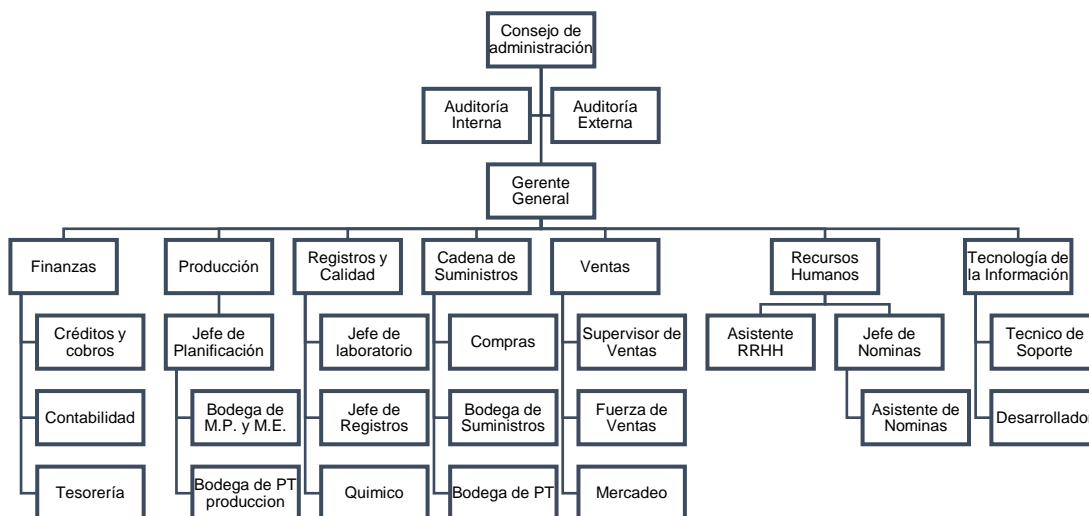 Consejo de
administración
Auditoría
Interna
Auditoría
Externa
Gerente
General
Finanzas
Producción
Registros y
Calidad
Cadena de
Suministros
Ventas
Recursos
Humanos
Tecnología de
la Información
Créditos y
cobros
Jefe de
Planificación
Jefe de
laboratorio
Compras
Supervisor de
Ventas
Asistente
RRHH
Jefe de
Nominas
Tecnico de
Soporte
Contabilidad
Bodega de
M.P. y M.E.
Jefe de
Registros
Bodega de
Suministros
Fuerza de
Ventas
Asistente de
Nominas
Desarrollador
Tesorería
Bodega de PT
produccion
Quimico
Bodega de PT
Mercadeo